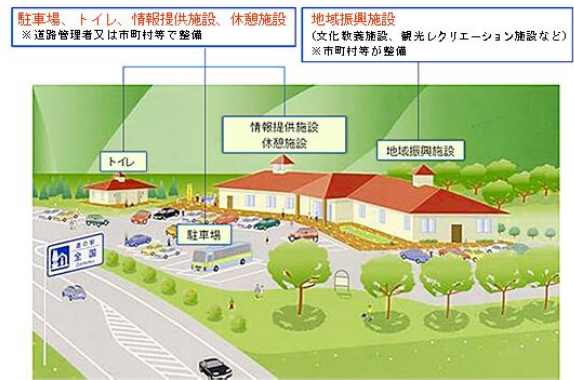 駐車場、トイレ、情報提供施設、休憩施設
※道路管理者又は市町村等で整備
地域振興施設
(文化教養施設、観光レクリエーション施設など)
※市町村等が整備
情報提供施設
休憩施設
トイレ
地域振興施設
駐車場
道の駅
全国